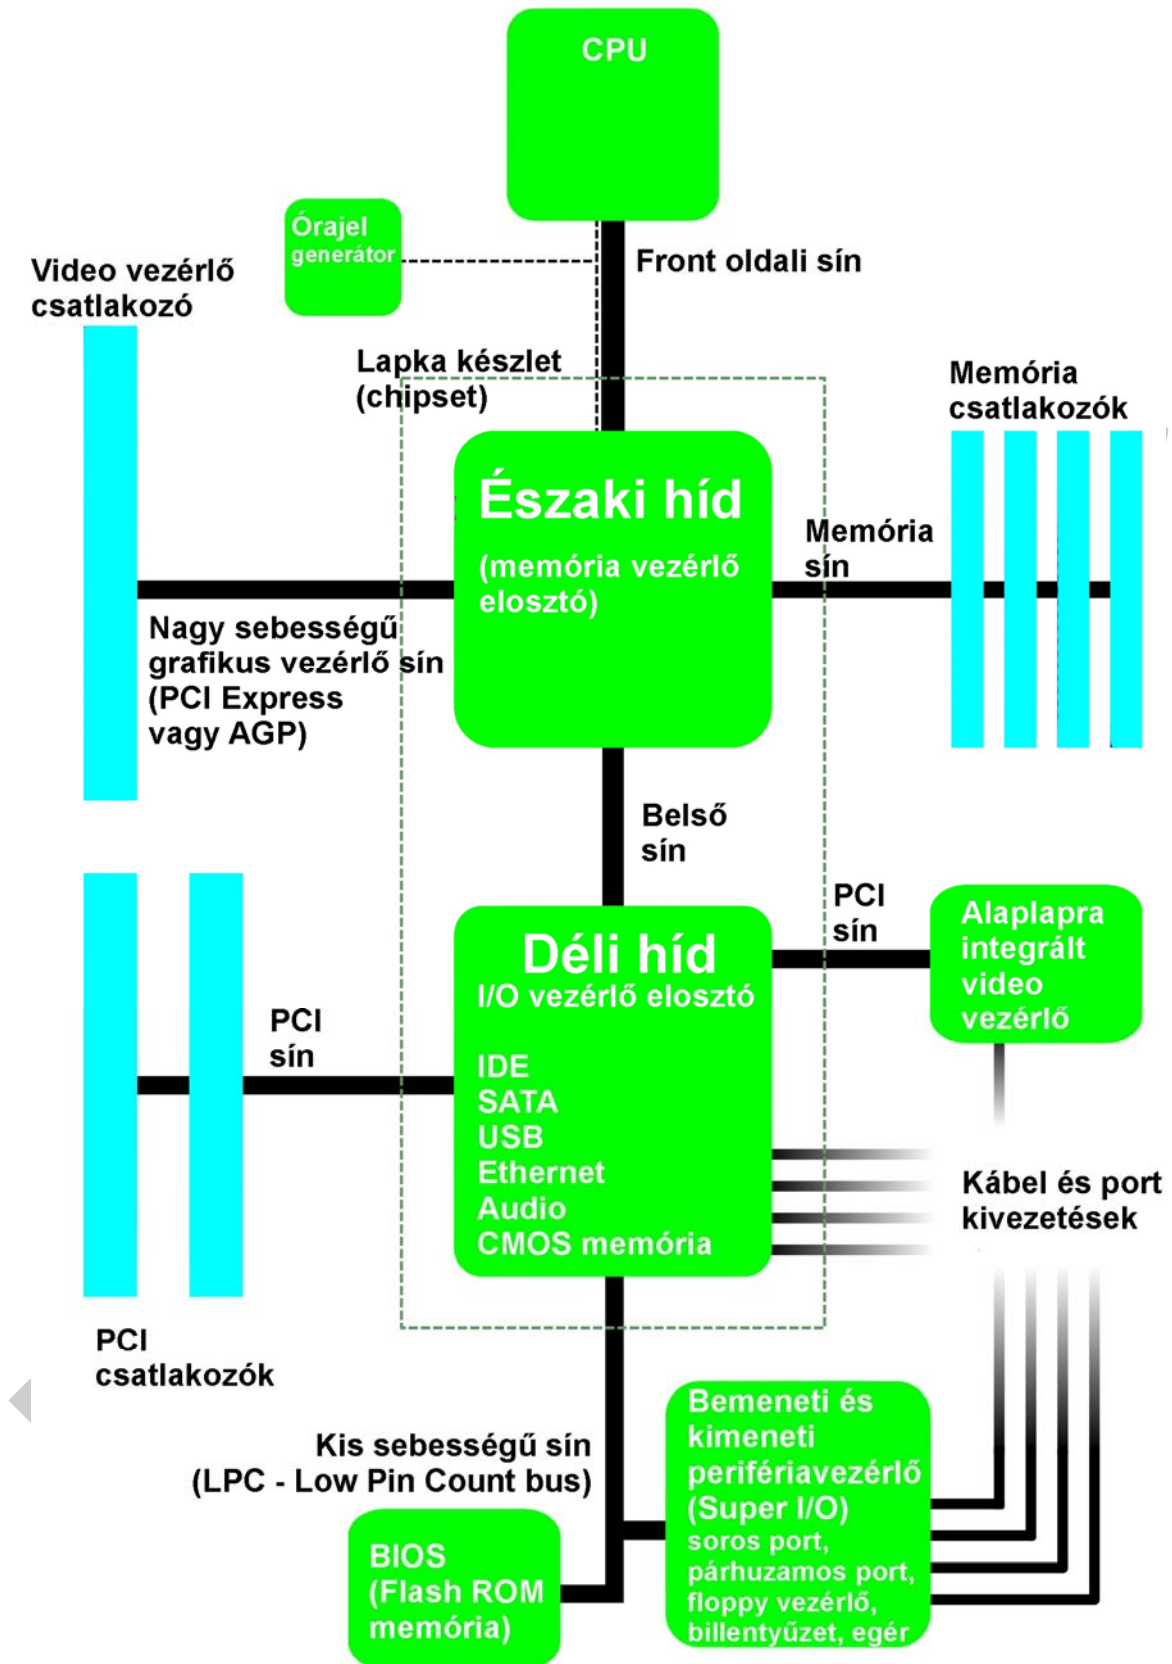 CPU
Órajel
generátor
Front oldali sín
Video vezérlő
csatlakozó
Lapka készlet
(chipset)
Memória
csatlakozók
Északi híd
(memória vezérlő
elosztó)
Memória
sín
Nagy sebességű
grafikus vezérlő sín
(PCI Express
vagy AGP)
Belső
sín
PCI
sín
Alaplapra
integrált
video
vezérlő
Déli híd
I/O vezérlő elosztó
IDE
SATA
USB
Ethernet
Audio
CMOS memória
PCI
sín
Kábel és port
kivezetések
PCI
csatlakozók
Kis sebességű sín
(LPC - Low Pin Count bus)
Bemeneti és
kimeneti
perifériavezérlő
(Super I/O)
soros port,
párhuzamos port,
floppy vezérlő,
billentyűzet, egér
BIOS
(Flash ROM
memória)